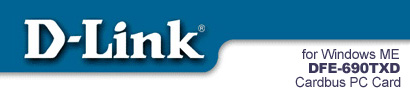 D-Link®
for Windows ME
DFE-690TXD
Cardbus PC Card